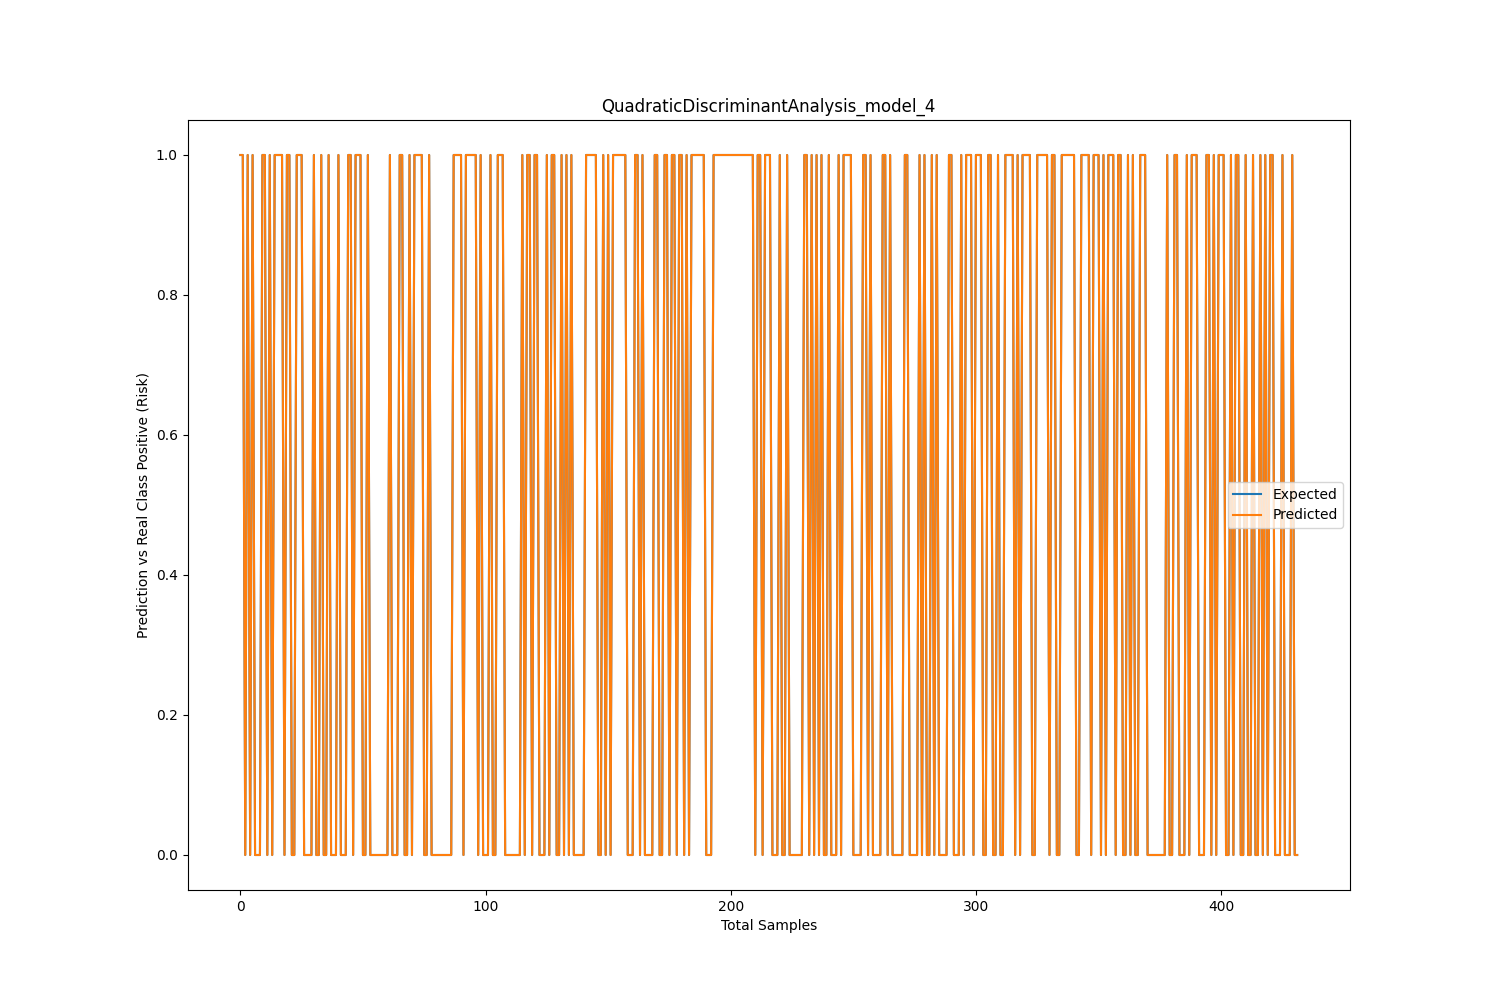 QuadraticDiscriminantAnalysis_model_4
Prediction vs Real Class Positive (Risk)
1.0
0.8
0.6
0.4
0.2
0.0
Expected
Predicted
0 100 200 300 400
Total Samples